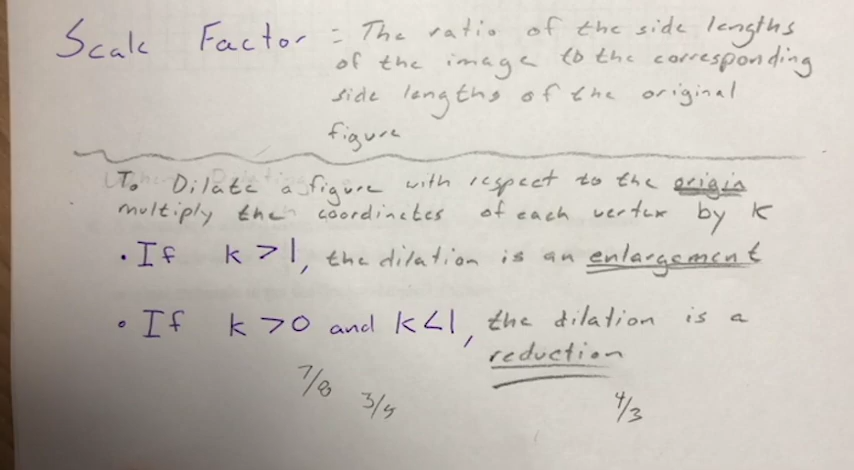 Scale Factor = The ratio of the side lengths
of the image to the corresponding
side lengths of the original
figure
To Dilate a figure with respect to the origin
multiply the coordinates of each vertex by k
• If k > 1, the dilation is an enlargement
• If k > 0 and k < 1, the dilation is a
reduction
7/8 3/5 4/3